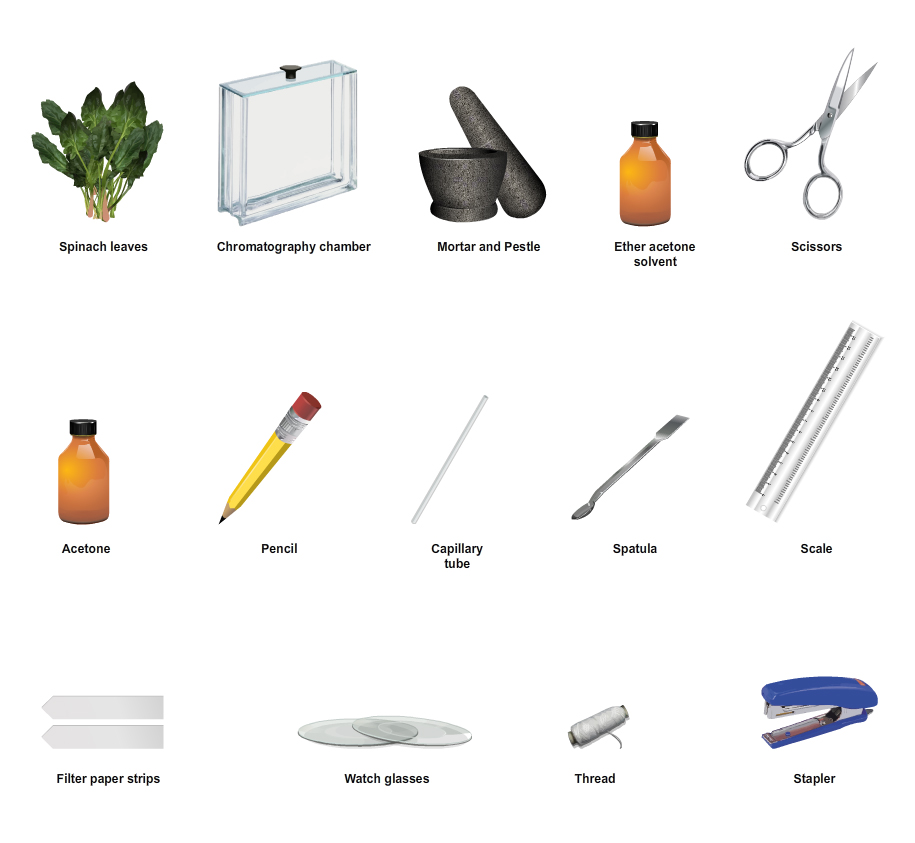 Spinach leaves
Chromatography chamber
Mortar and Pestle
Ether acetone
solvent
Scissors
Acetone
Pencil
Capillary
tube
Spatula
Scale
Filter paper strips
Watch glasses
Thread
Stapler